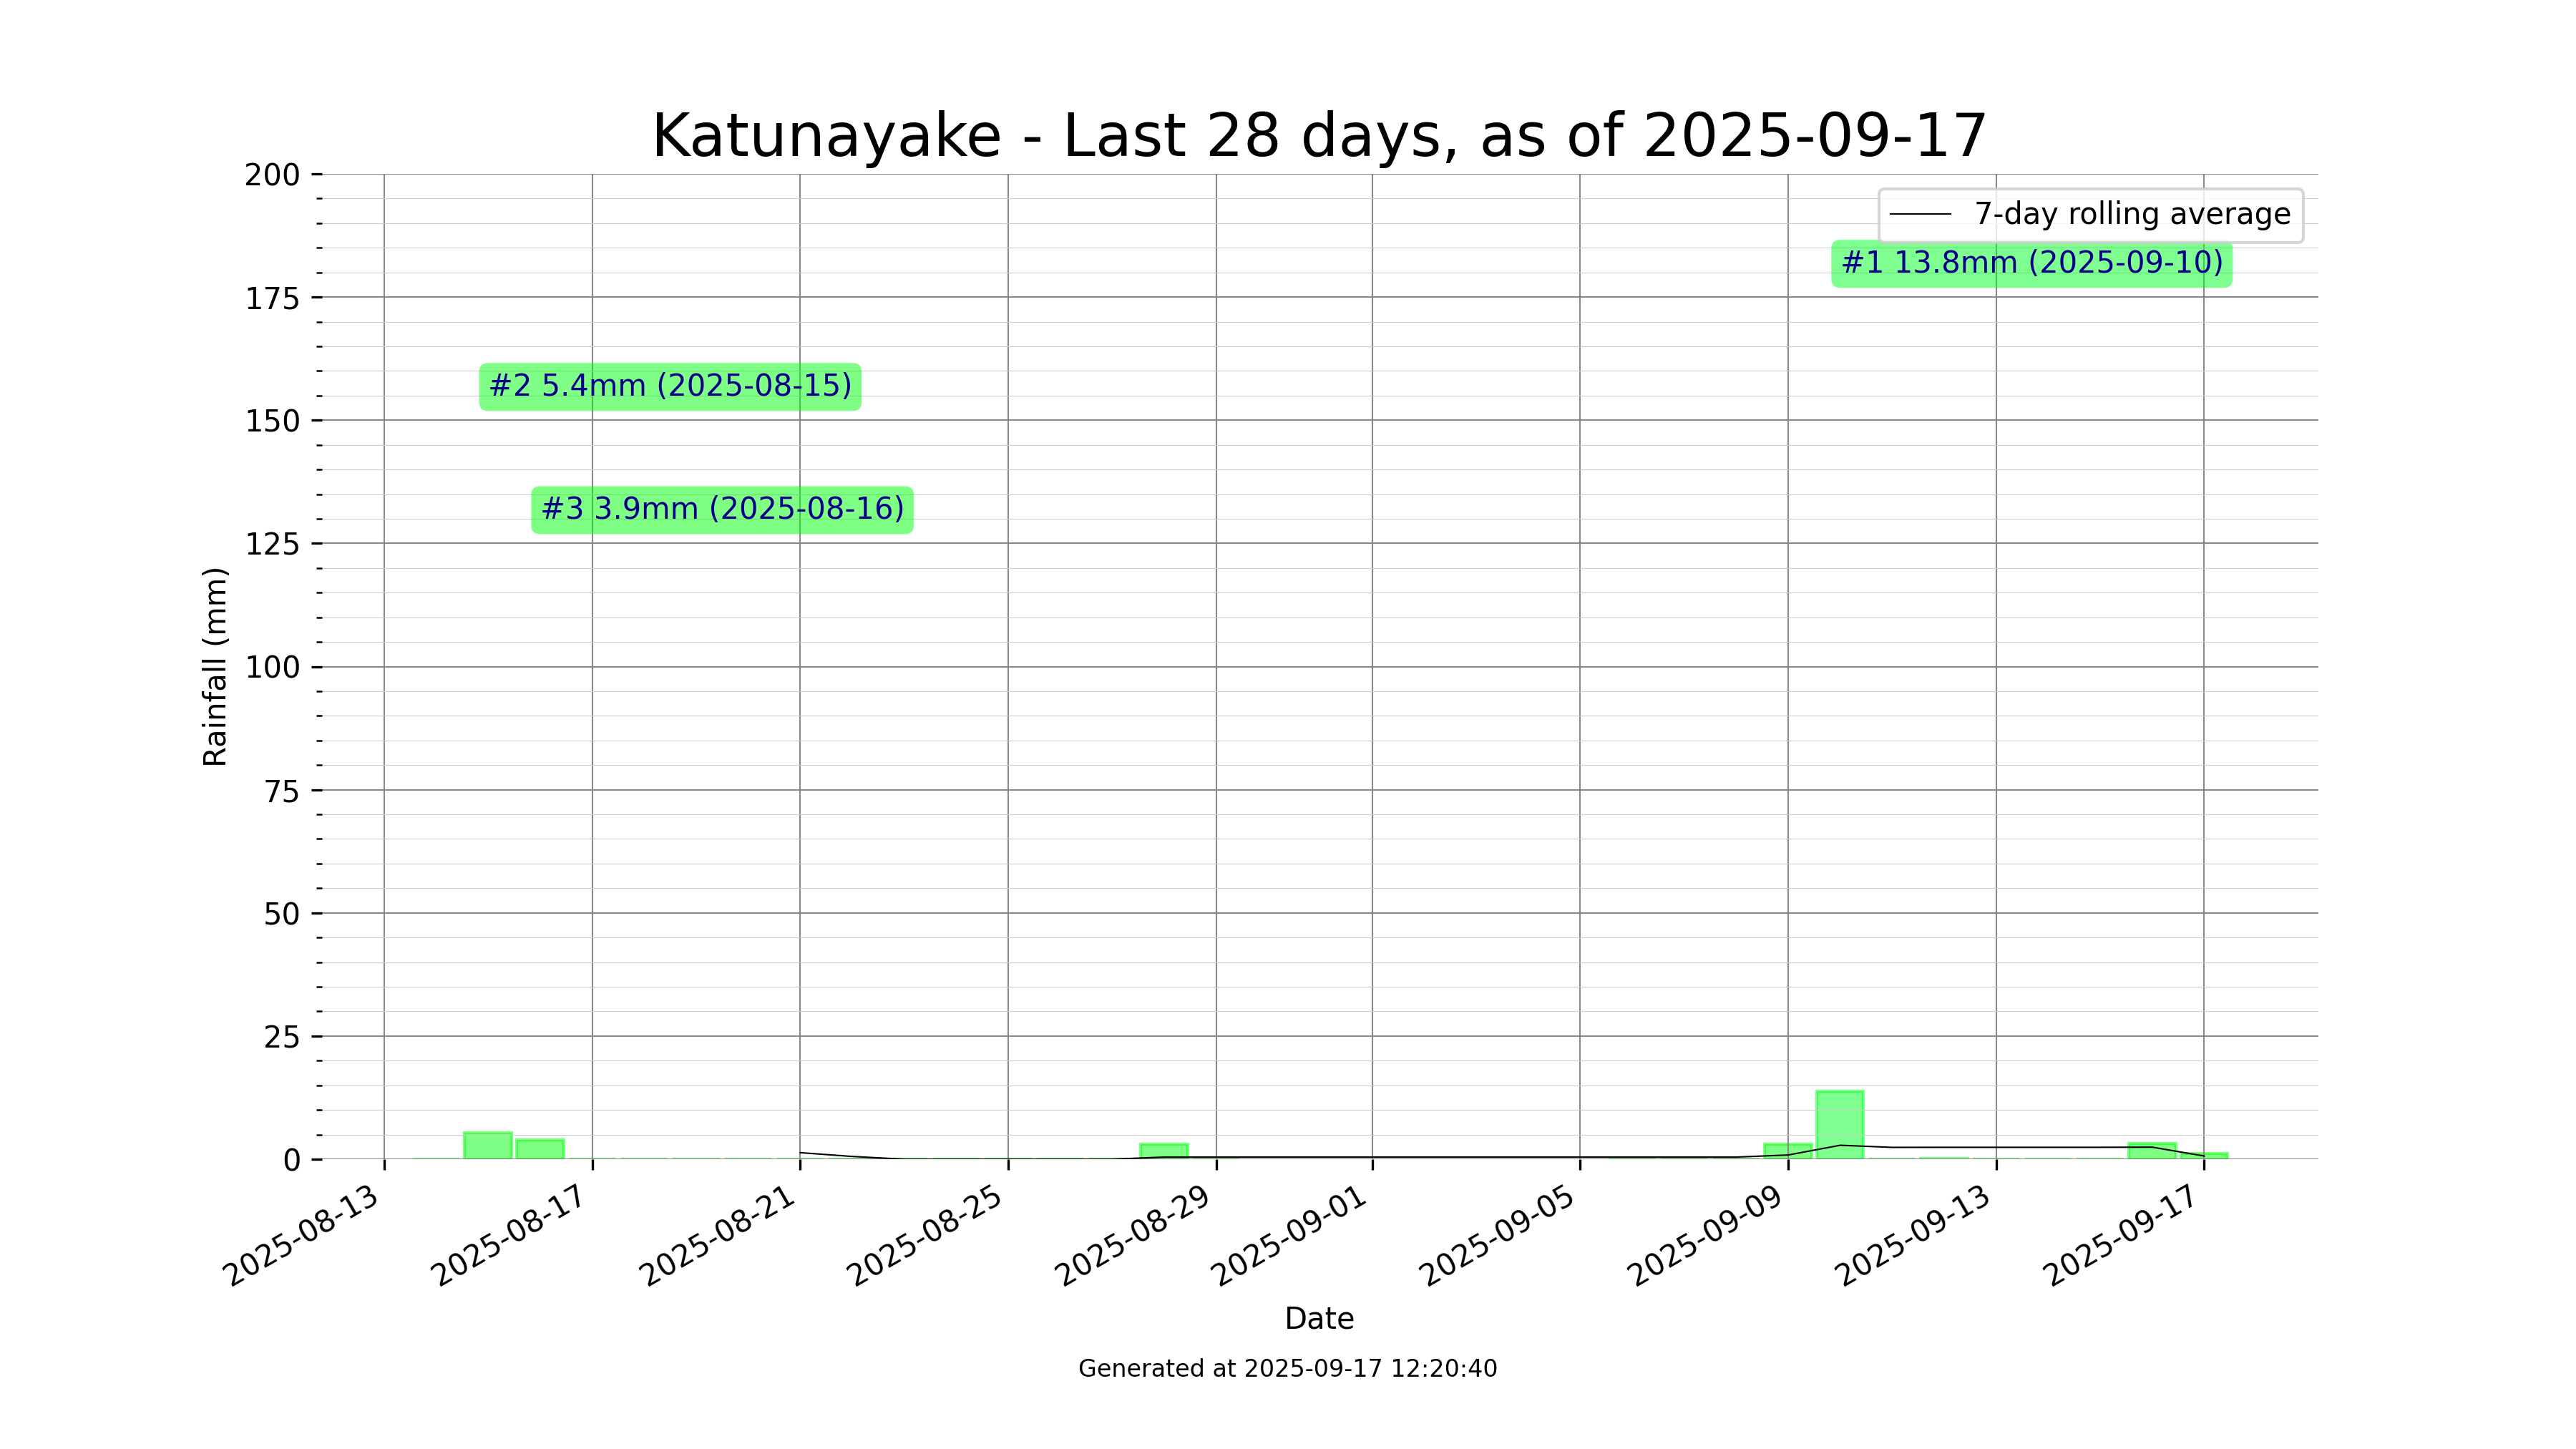 Katunayake - Last 28 days, as of 2025-09-17
200
175
150
125
100
75
50
25
0
Rainfall (mm)
7-day rolling average
#1 13.8mm (2025-09-10)
#2 5.4mm (2025-08-15)
#3 3.9mm (2025-08-16)
2025-08-13
2025-08-17
2025-08-21
2025-08-25
2025-08-29
2025-09-01
2025-09-05
2025-09-09
2025-09-13
2025-09-17
Date
Generated at 2025-09-17 12:20:40